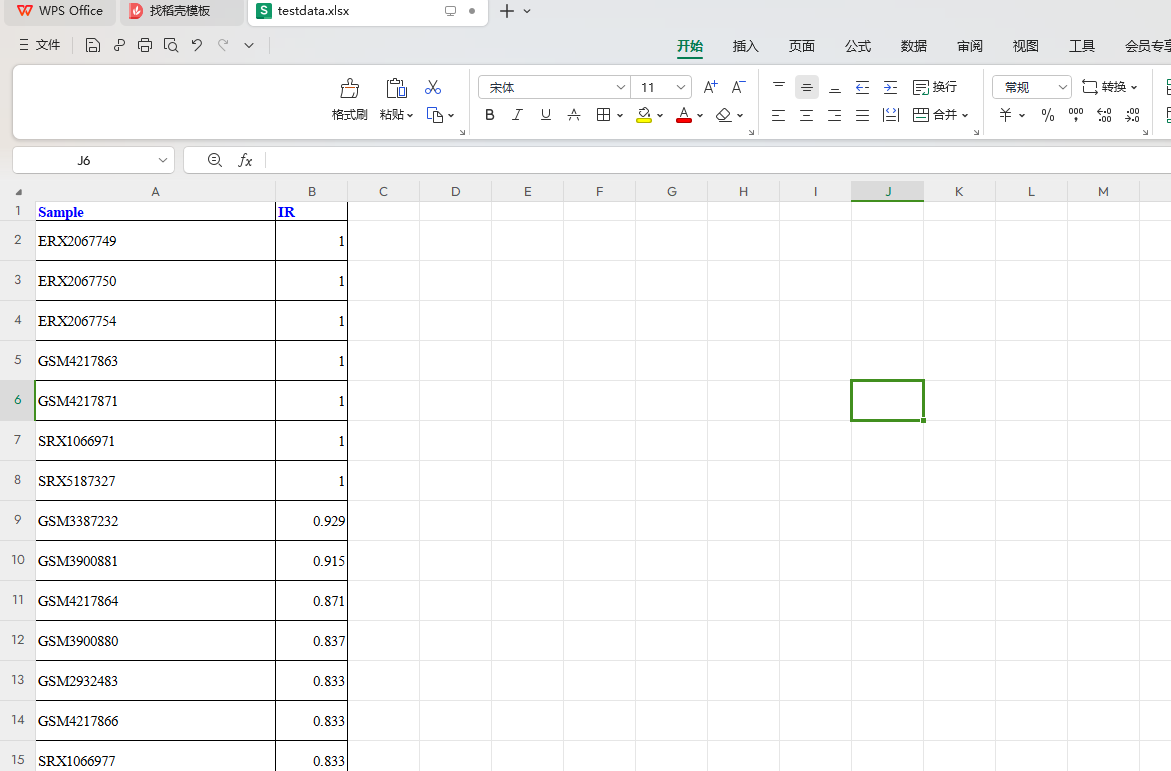 WPS Office 找稻壳模板 testdata.xlsx
文件 开始 插入 页面 公式 数据 审阅 视图 工具 会员专享
宋体 11 A+ A- 换行 常规 转换
格式刷 粘贴 B I U A A 合并 ¥ %
J6 fx
A B C D E F G H I J K L M
1 Sample IR
2 ERX2067749 1
3 ERX2067750 1
4 ERX2067754 1
5 GSM4217863 1
6 GSM4217871 1
7 SRX1066971 1
8 SRX5187327 1
9 GSM3387232 0.929
10 GSM3900881 0.915
11 GSM4217864 0.871
12 GSM3900880 0.837
13 GSM2932483 0.833
14 GSM4217866 0.833
15 SRX1066977 0.833